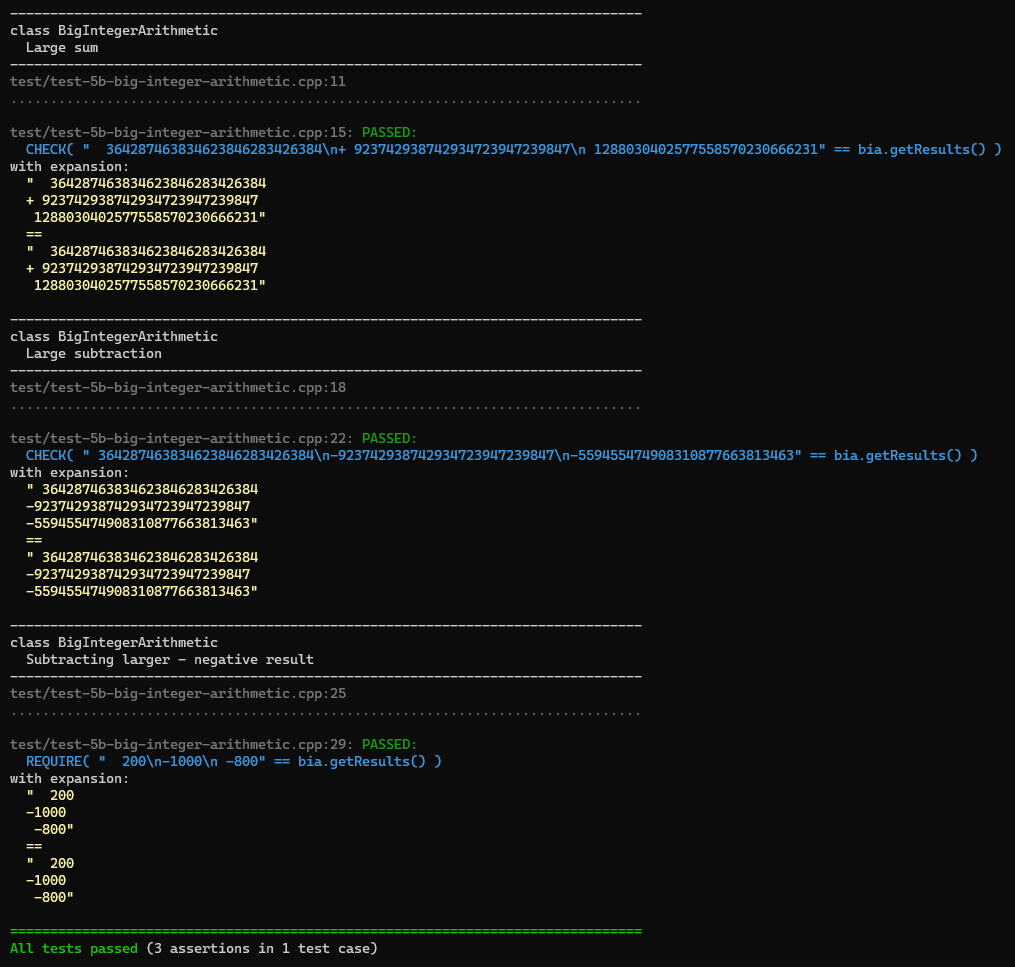 -------------------------------------------------------------------------------
class BigIntegerArithmetic
  Large sum
-------------------------------------------------------------------------------
test/test-5b-big-integer-arithmetic.cpp:11
...............................................................................
test/test-5b-big-integer-arithmetic.cpp:15: PASSED:
  CHECK( "  364287463834623846283426384\n+ 923742938742934723947239847\n 1288030402577558570230666231" == bia.getResults() )
with expansion:
  "  364287463834623846283426384
  + 923742938742934723947239847
   1288030402577558570230666231"
  ==
  "  364287463834623846283426384
  + 923742938742934723947239847
   1288030402577558570230666231"
-------------------------------------------------------------------------------
class BigIntegerArithmetic
  Large subtraction
-------------------------------------------------------------------------------
test/test-5b-big-integer-arithmetic.cpp:18
...............................................................................
test/test-5b-big-integer-arithmetic.cpp:22: PASSED:
  CHECK( " 364287463834623846283426384\n-923742938742934723947239847\n-559455474908310877663813463" == bia.getResults() )
with expansion:
  " 364287463834623846283426384
  -923742938742934723947239847
  -559455474908310877663813463"
  ==
  " 364287463834623846283426384
  -923742938742934723947239847
  -559455474908310877663813463"
-------------------------------------------------------------------------------
class BigIntegerArithmetic
  Subtracting larger - negative result
-------------------------------------------------------------------------------
test/test-5b-big-integer-arithmetic.cpp:25
...............................................................................
test/test-5b-big-integer-arithmetic.cpp:29: PASSED:
  REQUIRE( "  200\n-1000\n -800" == bia.getResults() )
with expansion:
  "  200
  -1000
   -800"
  ==
  "  200
  -1000
   -800"
===============================================================================
All tests passed (3 assertions in 1 test case)